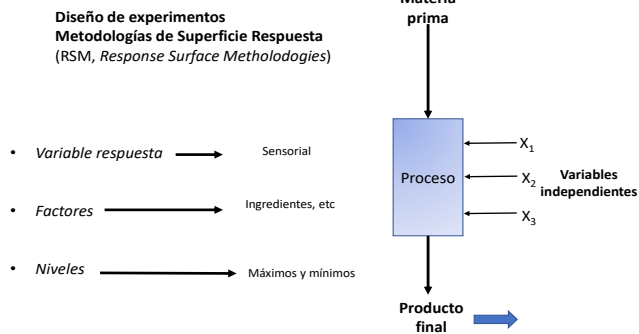 Diseño de experimentos
Metodologías de Superficie Respuesta
(RSM, Response Surface Metholodogies)
• Variable respuesta
Sensorial
• Factores
Ingredientes, etc
• Niveles
Máximos y mínimos
Materia
prima
Proceso
X1
X2
X3
Variables
independientes
Producto
final